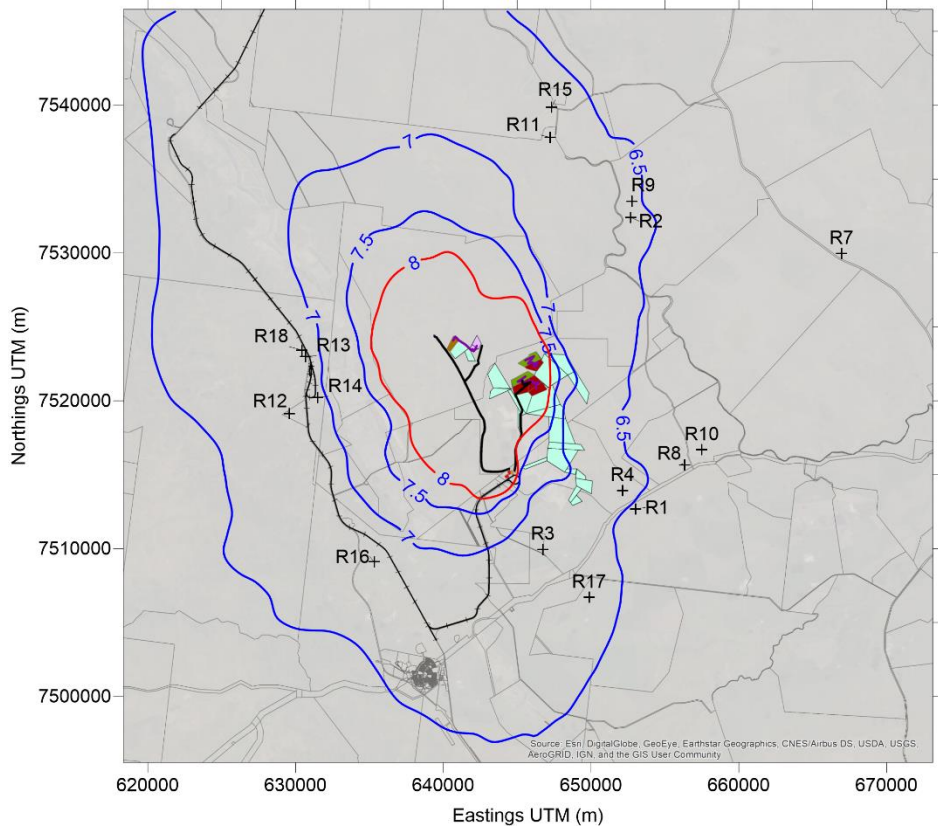 7540000
7530000
7520000
7510000
7500000
Northings UTM (m)
R15
R11
7
6.5
R9
R2
R7
7.5
8
7
7
7.5
R18
R13
R14
R12
6.5
R10
R8
R4
R1
8
7.5
7
R3
R16
R17
Source: Esri, DigitalGlobe, GeoEye, Earthstar Geographics, CNES/Airbus DS, USDA, USGS,
AeroGRID, IGN, and the GIS User Community
620000 630000 640000 650000 660000 670000
Eastings UTM (m)